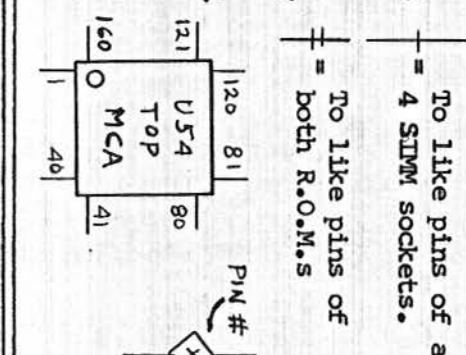 = To like pins of a
4 SIMM sockets.
= To like pins of
both R.O.M.s
120 81
121 80
U54
TOP
MCA
160 41
1 40
PIN #